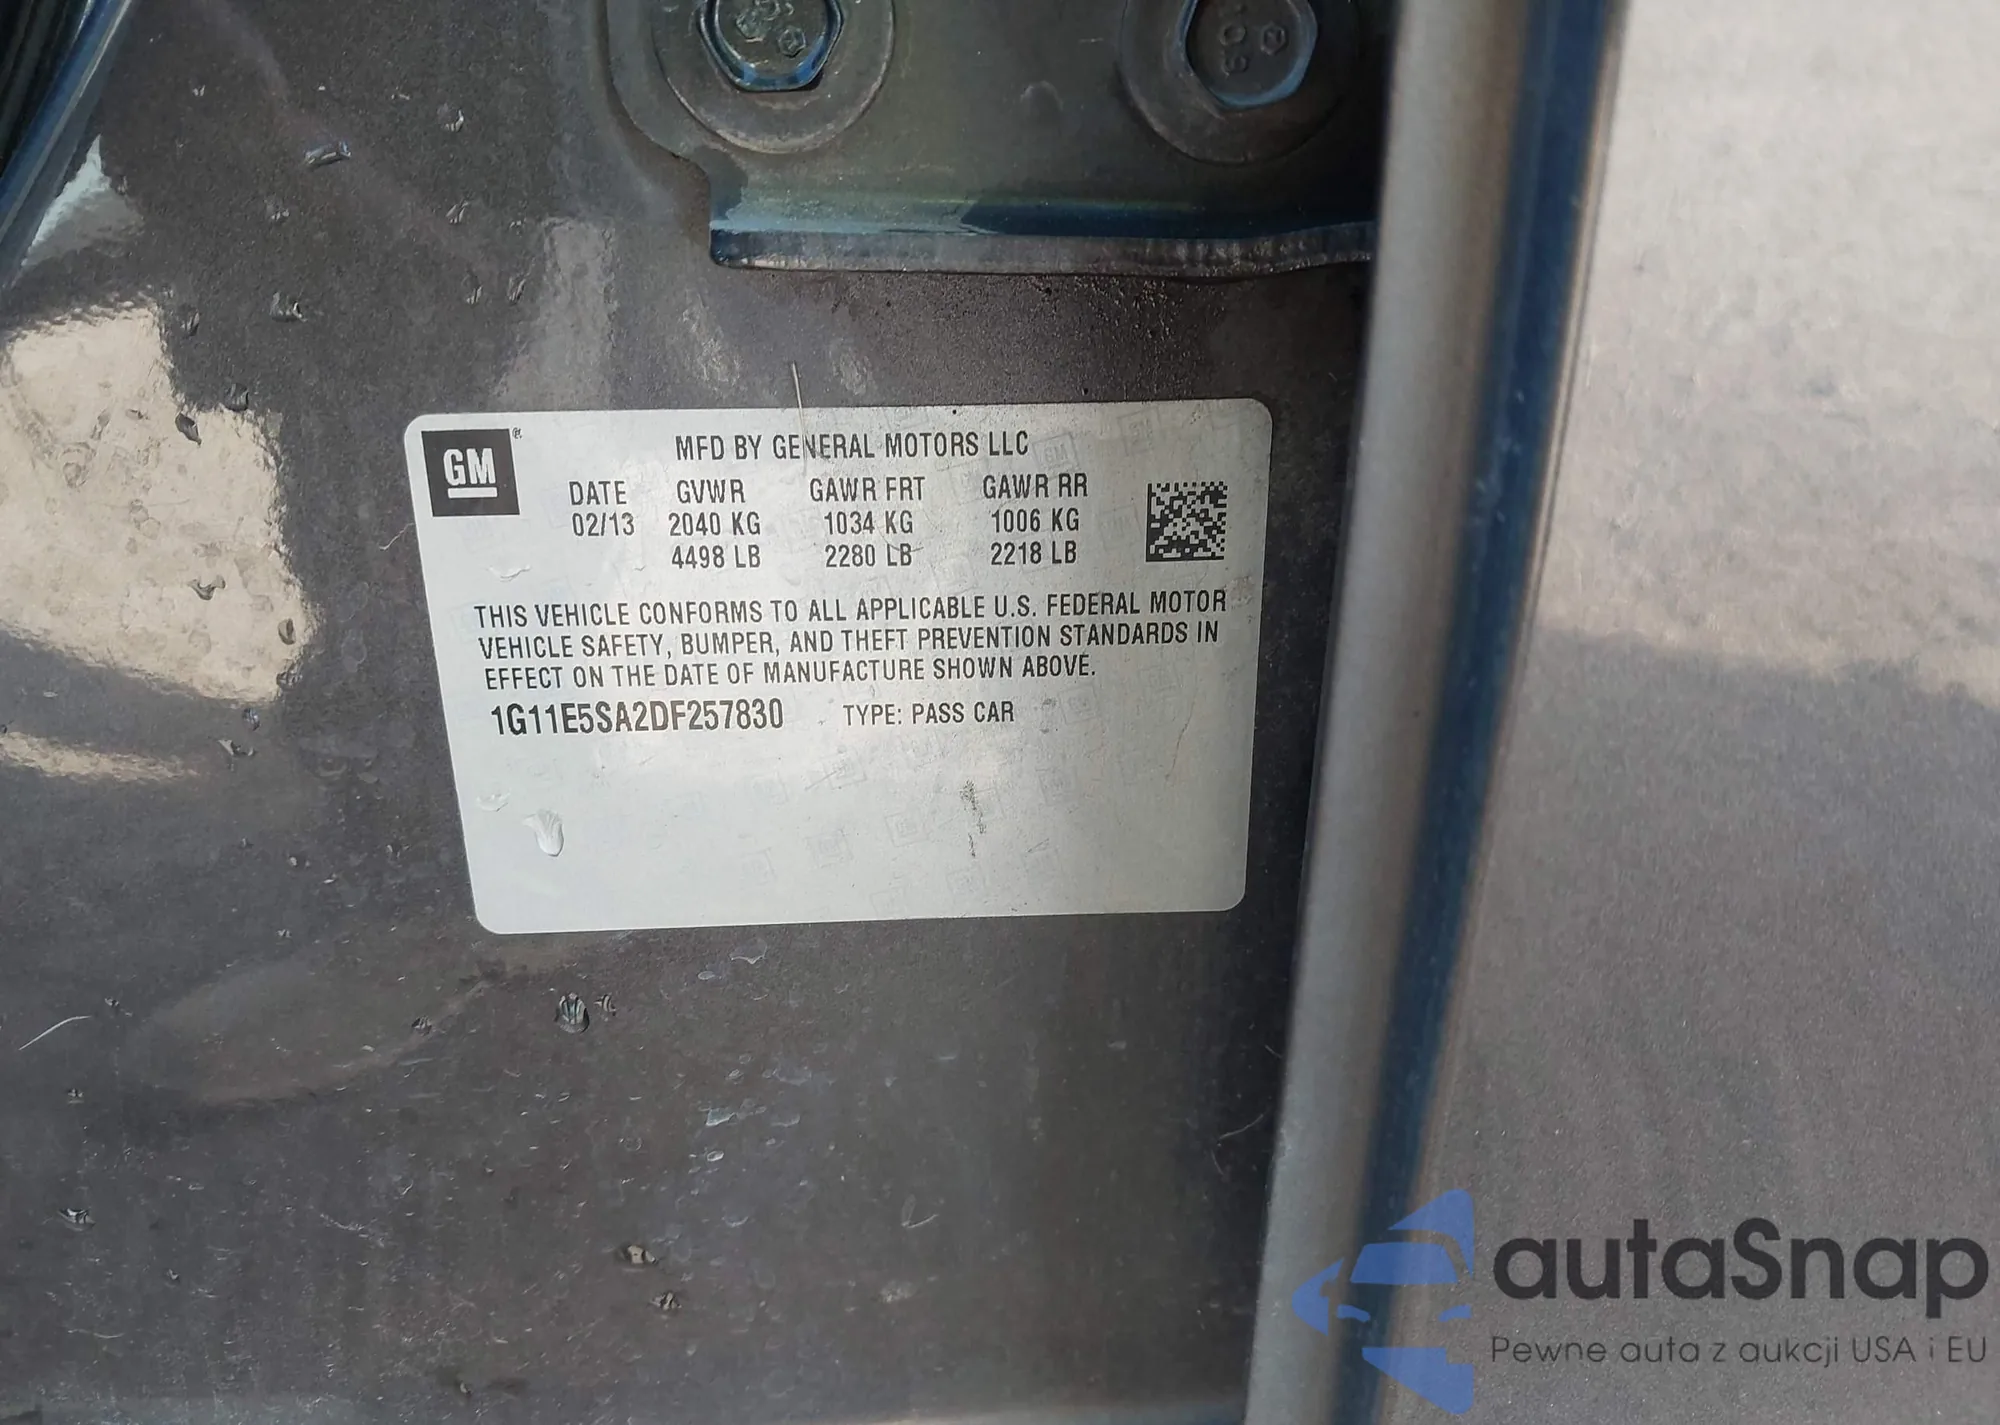 GM
MFD BY GENERAL MOTORS LLC
DATE GVWR GAWR FRT GAWR RR
02/13 2040 KG 1034 KG 1006 KG
4498 LB 2280 LB 2218 LB
THIS VEHICLE CONFORMS TO ALL APPLICABLE U.S. FEDERAL MOTOR
VEHICLE SAFETY, BUMPER, AND THEFT PREVENTION STANDARDS IN
EFFECT ON THE DATE OF MANUFACTURE SHOWN ABOVE.
1G11E5SA2DF257830 TYPE: PASS CAR
autaSnap
Pewne auta z aukcji USA i EU